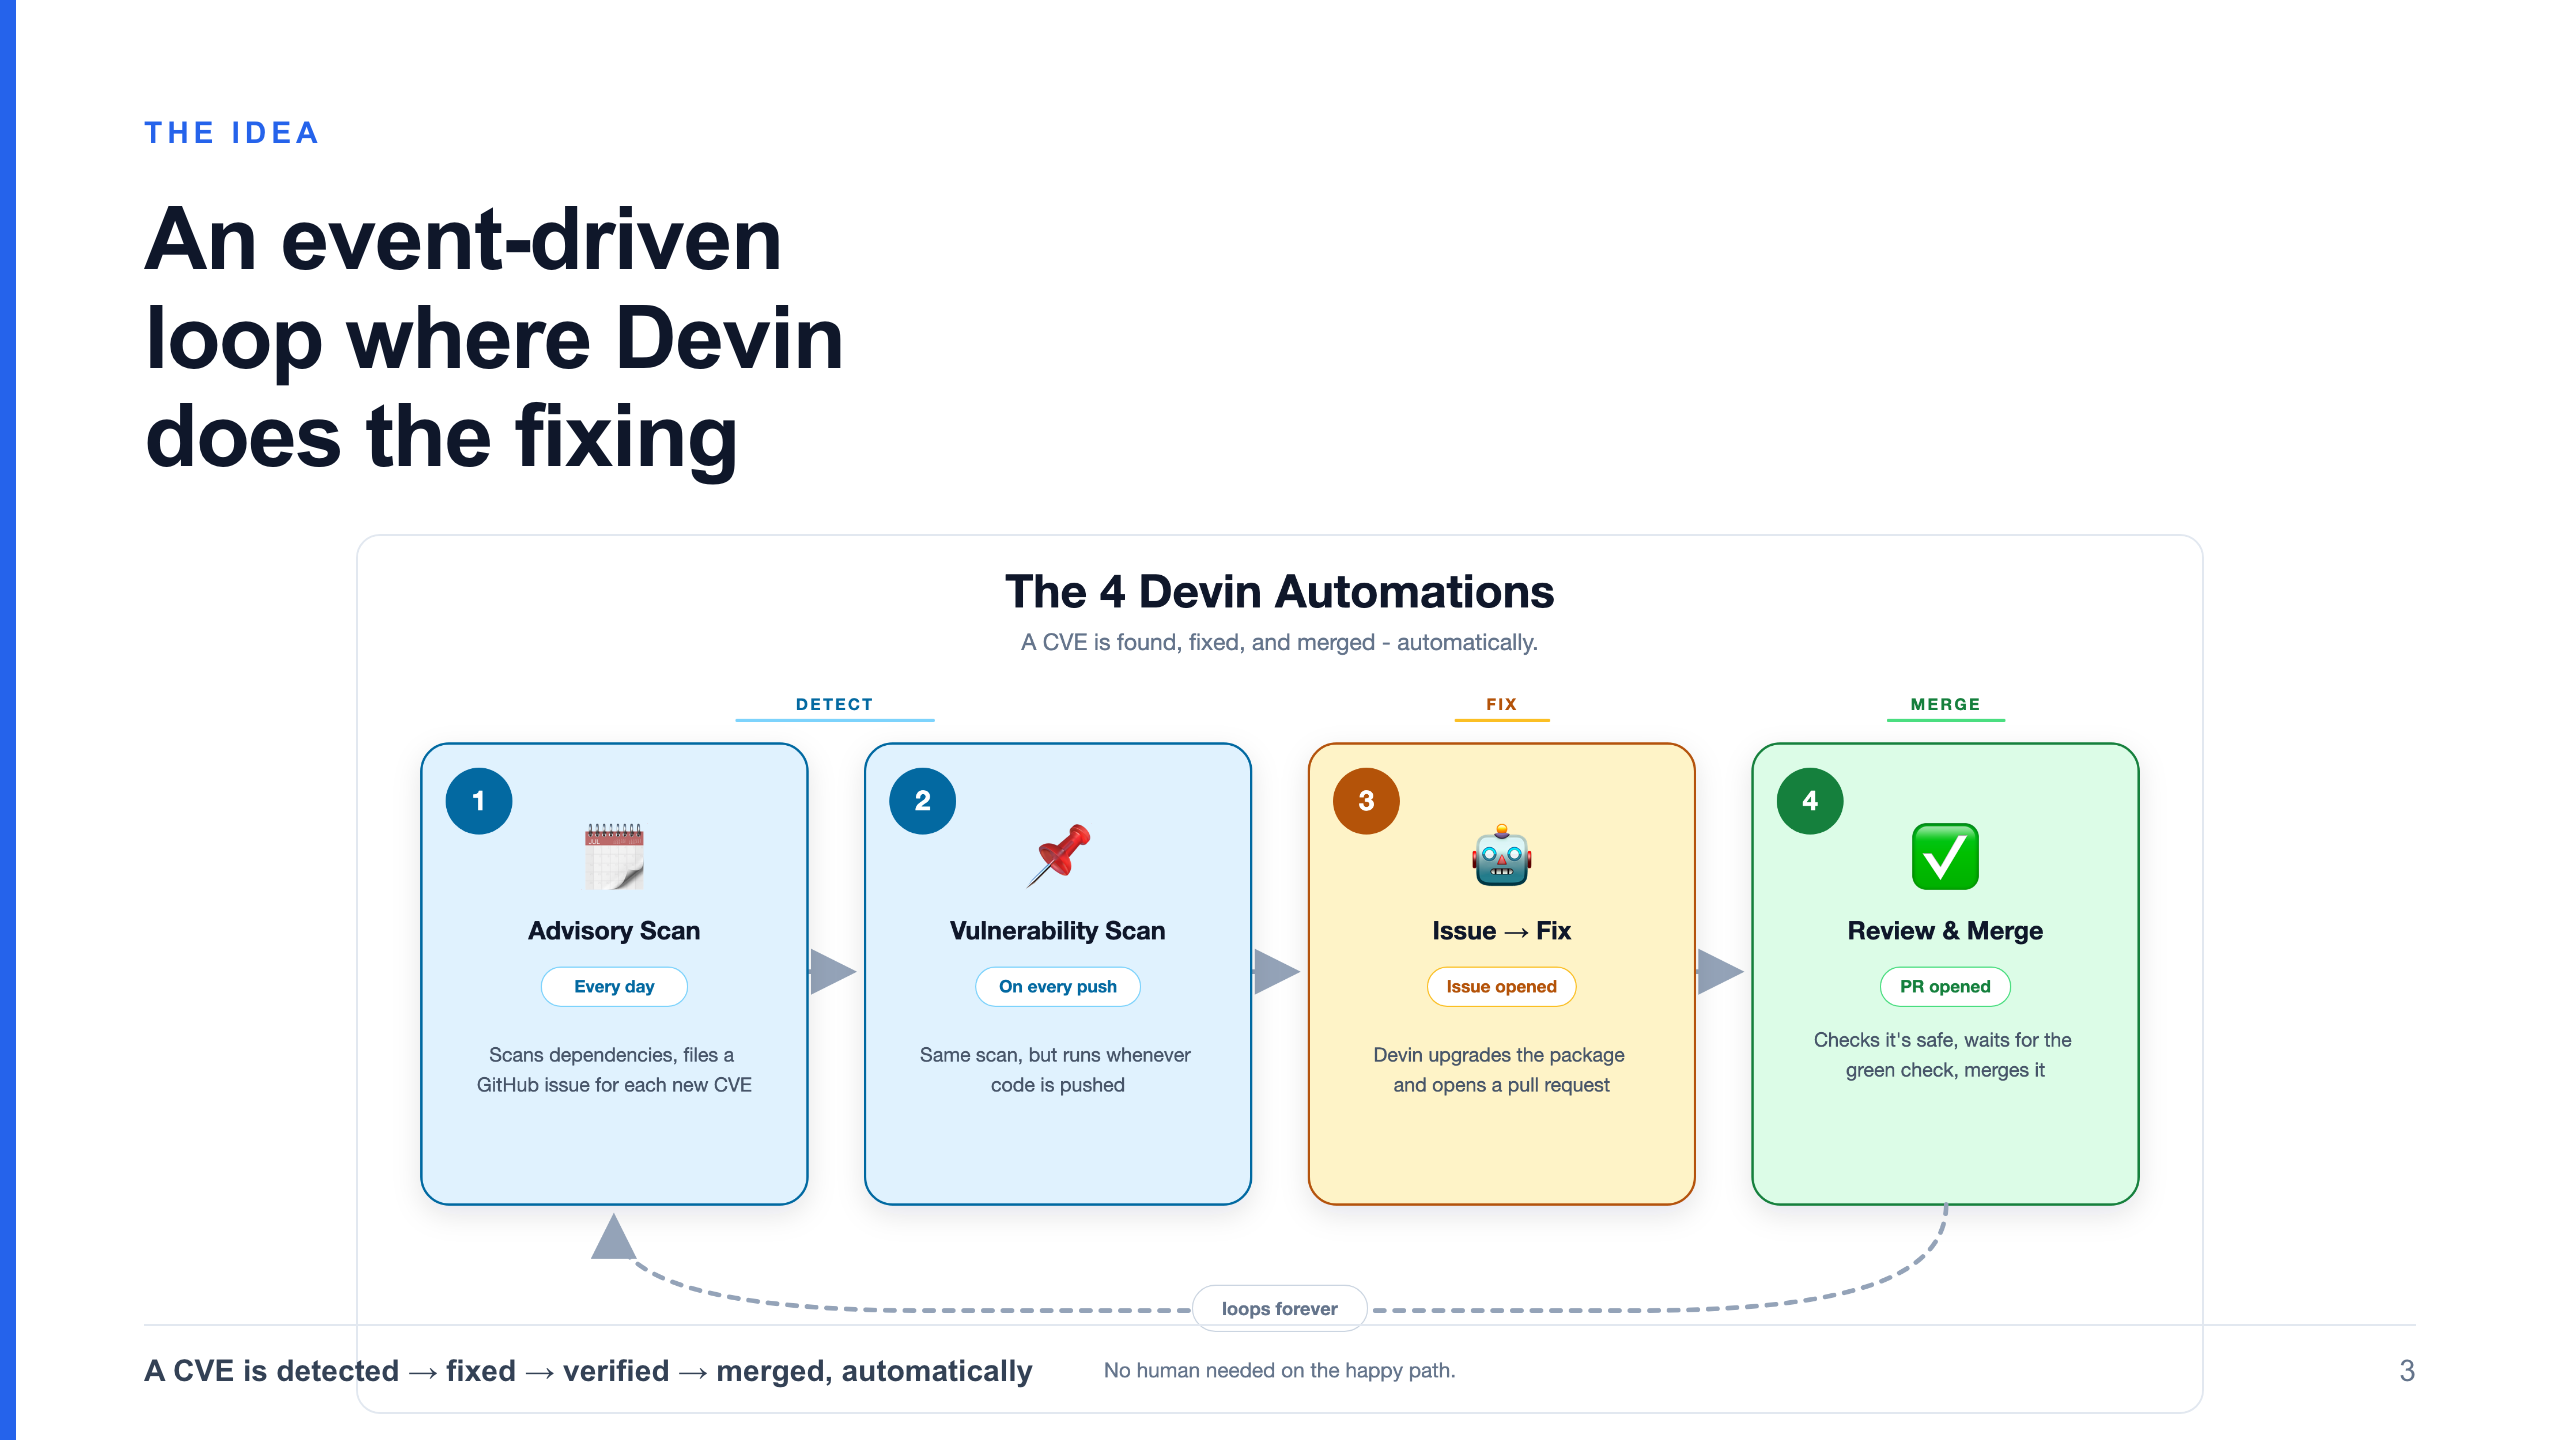 THE IDEA
An event-driven
loop where Devin
does the fixing
The 4 Devin Automations
A CVE is found, fixed, and merged - automatically.
DETECT
FIX
MERGE
1
JUL
Advisory Scan
Every day
Scans dependencies, files a
GitHub issue for each new CVE
2
Vulnerability Scan
On every push
Same scan, but runs whenever
code is pushed
3
Issue → Fix
Issue opened
Devin upgrades the package
and opens a pull request
4
Review & Merge
PR opened
Checks it's safe, waits for the
green check, merges it
loops forever
A CVE is detected → fixed → verified → merged, automatically
No human needed on the happy path.
3